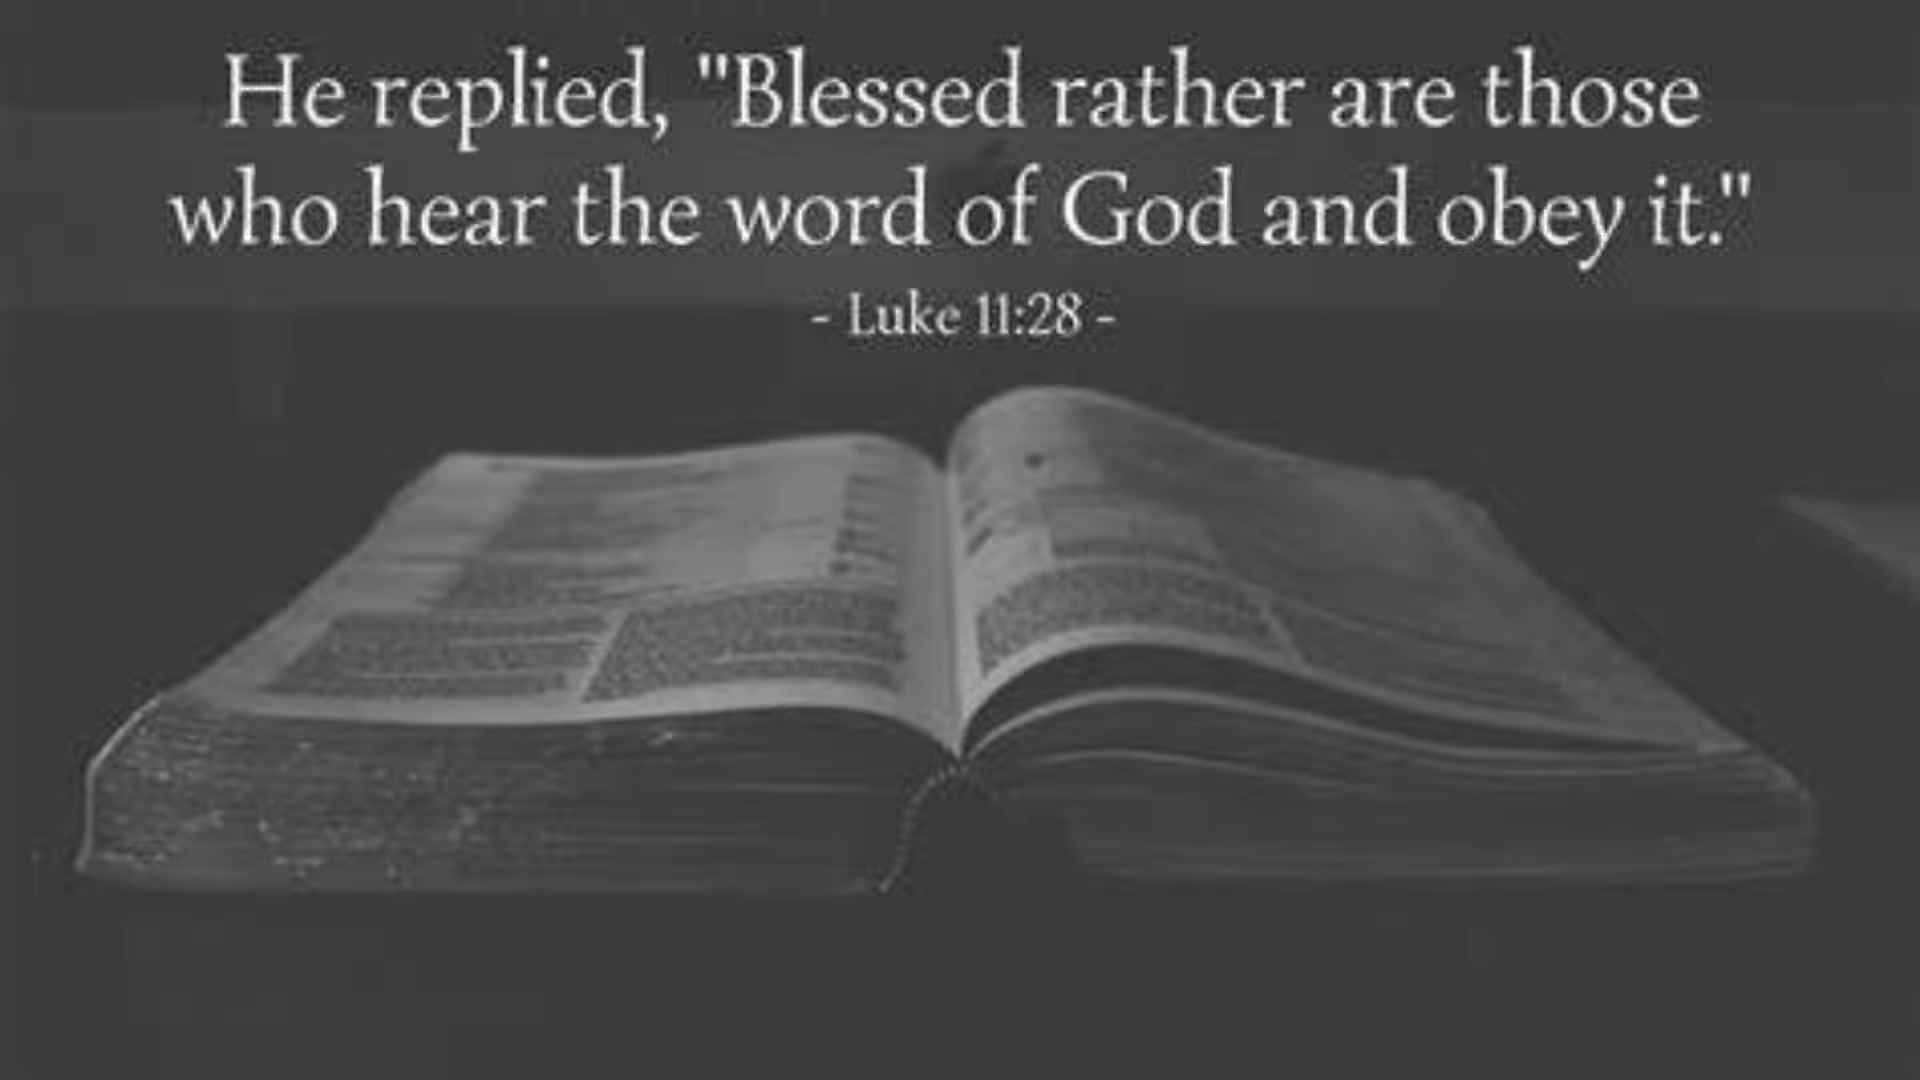 He replied, "Blessed rather are those
who hear the word of God and obey it."
- Luke 11:28 -